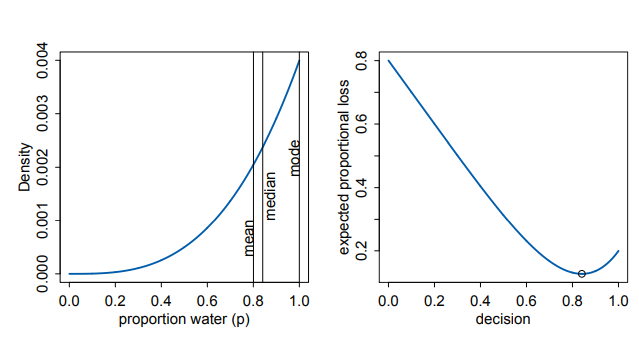 Density
0.004
0.003
0.002
0.001
0.000
mean
median
mode
0.0 0.2 0.4 0.6 0.8 1.0
proportion water (p)
expected proportional loss
0.8
0.6
0.4
0.2
0.0 0.2 0.4 0.6 0.8 1.0
decision